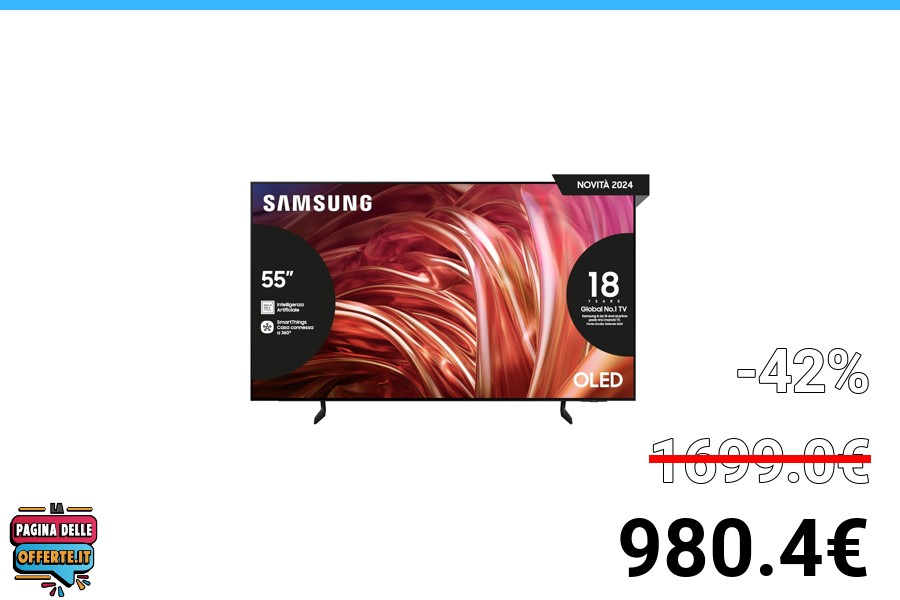 NOVITÀ 2024
SAMSUNG
55"
Intelligenza
Artificiale
SmartThings
Casa connessa
a 360°
18
YEARS
Global No.1 TV
OLED
-42%
1699.0€
980.4€
LA
PAGINA DELLE
OFFERTE.IT